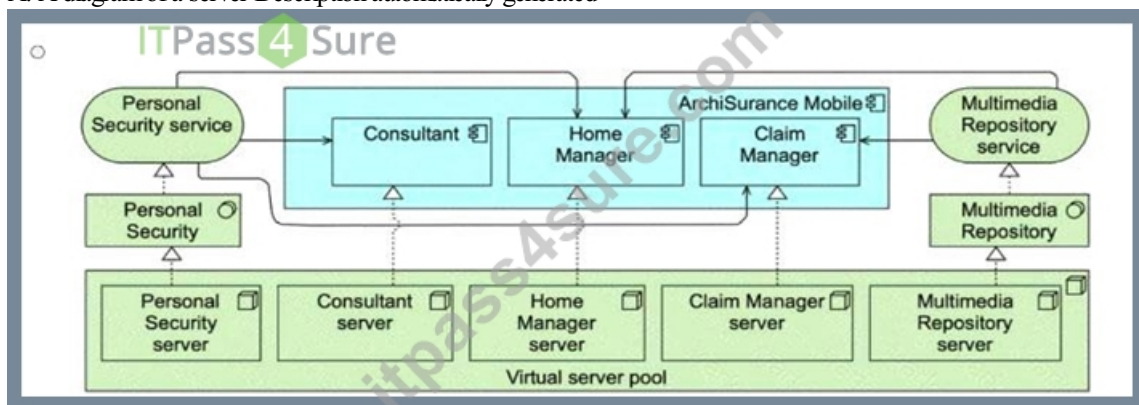 A. A diagram of a server Description automatically generated
ITPass4Sure
Personal
Security service
Consultant
Home
Manager
ArchiSurance Mobile
Claim
Manager
Multimedia
Repository
service
Personal
Security
Multimedia
Repository
Personal
Security
server
Consultant
server
Home
Manager
server
Claim Manager
server
Multimedia
Repository
server
Virtual server pool
itpass4sure.com